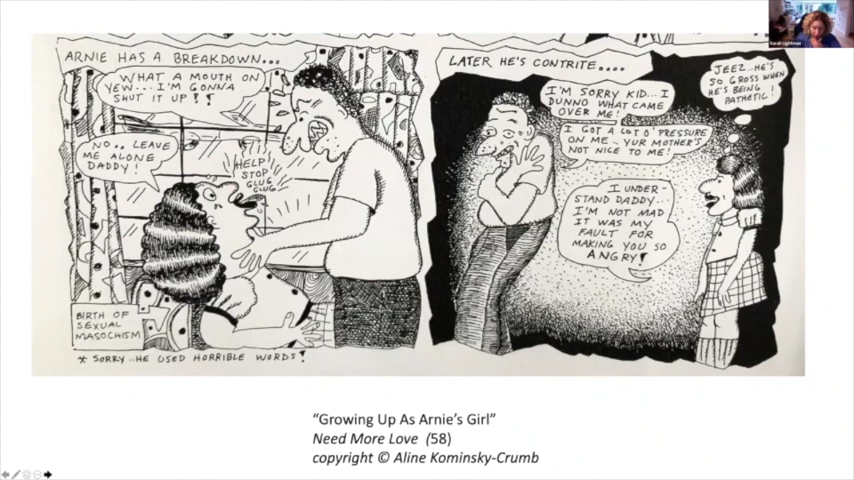 Sarah Lightman
ARNIE HAS A BREAKDOWN...
WHAT A MOUTH ON
YEW... I'M GONNA
SHUT IT UP!!
NO.. LEAVE
ME ALONE
DADDY!
HELP
STOP
GLUG
GLUG
BIRTH OF
SEXUAL
MASOCHISM
* SORRY...HE USED HORRIBLE WORDS!
LATER HE'S CONTRITE....
I'M SORRY KID...I
DUNNO WHAT CAME
OVER ME!
I GOT A LOT O' PRESSURE
ON ME.. YUR MOTHER'S
NOT NICE TO ME!
JEEZ..HE'S
SO GROSS WHEN
HE'S BEING
PATHETIC!
I UNDER-
STAND DADDY..
I'M NOT MAD
IT WAS MY
FAULT FOR
MAKING YOU SO
ANGRY!
“Growing Up As Arnie’s Girl”
Need More Love (58)
copyright © Aline Kominsky-Crumb